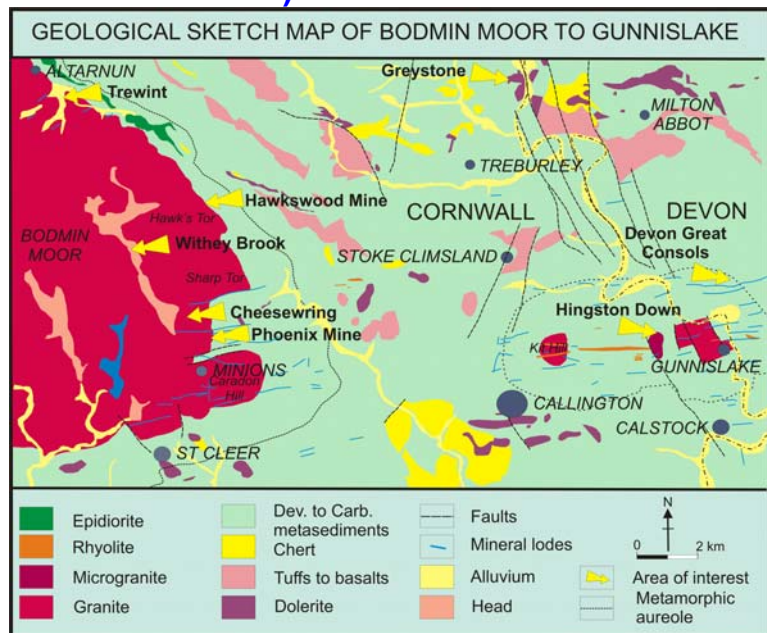 GEOLOGICAL SKETCH MAP OF BODMIN MOOR TO GUNNISLAKE
ALTARNUN
Trewint
Greystone
MILTON
ABBOT
TREBURLEY
Hawkswood Mine
Hawk's Tor
CORNWALL
DEVON
BODMIN
MOOR
Withey Brook
STOKE CLIMSLAND
Devon Great
Consols
Sharp Tor
Cheesewring
Hingston Down
Phoenix Mine
Kit Hill
MINIONS
GUNNISLAKE
Caradon
Hill
CALLINGTON
CALSTOCK
ST CLEER
Epidiorite
Rhyolite
Microgranite
Granite
Dev. to Carb.
metasediments
Chert
Tuffs to basalts
Dolerite
Faults
Mineral lodes
Alluvium
Head
N
0 2 km
Area of interest
Metamorphic
aureole